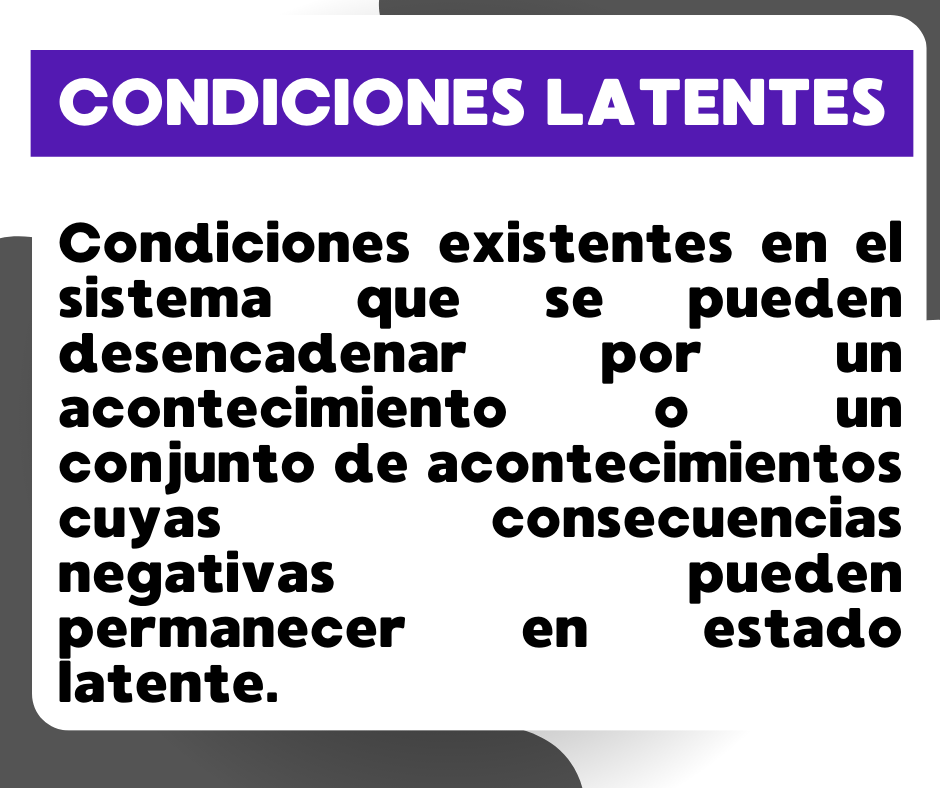 CONDICIONES LATENTES
Condiciones existentes en el
sistema que se pueden
desencadenar por un
acontecimiento o un
conjunto de acontecimientos
cuyas consecuencias
negativas pueden
permanecer en estado
latente.